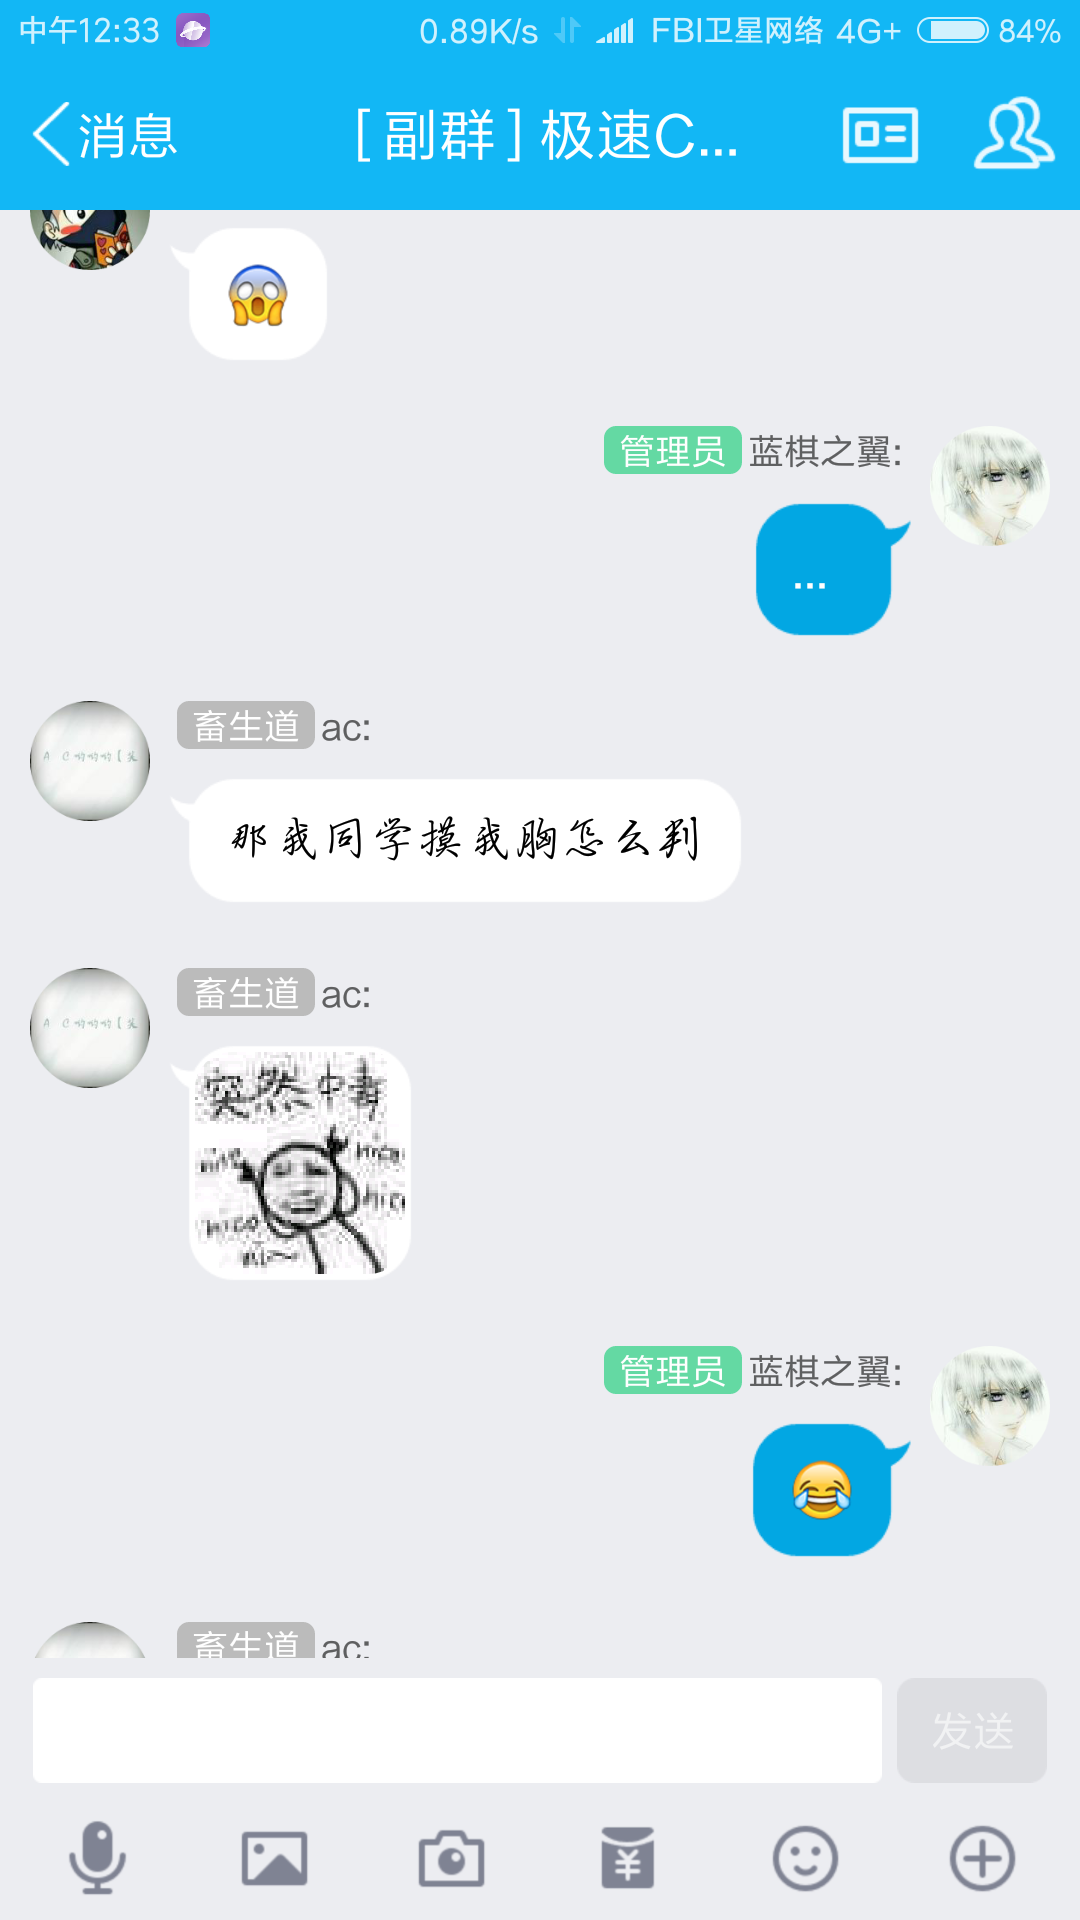 中午12:33 0.89K/s FBI卫星网络 4G+ 84%
消息 [副群]极速C...
管理员 蓝棋之翼:
...
畜生道 ac:
那我同学摸我胸怎么判
畜生道 ac:
突然中毒
nico
nico
ni~
管理员 蓝棋之翼:
畜生道 ac:
发送